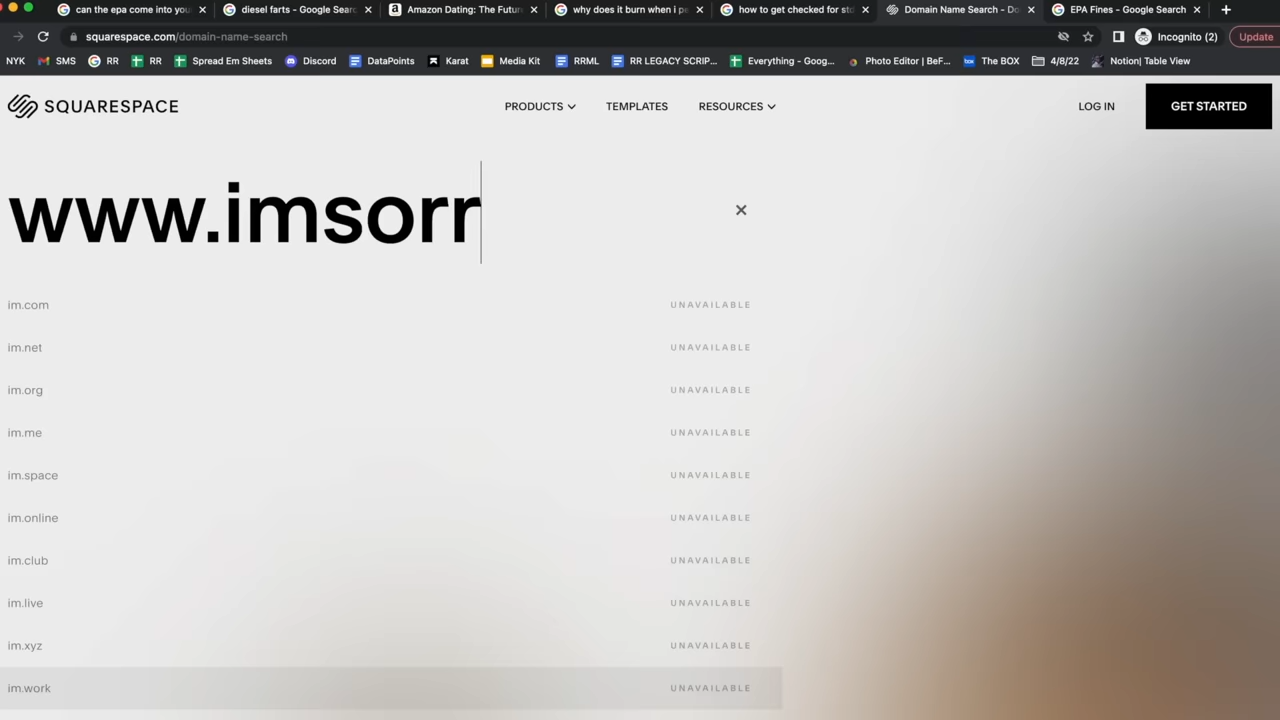 can the epa come into you
diesel farts - Google Sear
Amazon Dating: The Futur
why does it burn when i pe
how to get checked for std
Domain Name Search - Do
EPA Fines - Google Search
squarespace.com/domain-name-search
Incognito (2)
Update
NYK
SMS
RR
RR
Spread Em Sheets
Discord
DataPoints
Karat
Media Kit
RRML
RR LEGACY SCRIP...
Everything - Goog...
Photo Editor | BeF...
box
The BOX
4/8/22
Notion| Table View
SQUARESPACE
PRODUCTS
TEMPLATES
RESOURCES
LOG IN
GET STARTED
www.imsorr
im.com UNAVAILABLE
im.net UNAVAILABLE
im.org UNAVAILABLE
im.me UNAVAILABLE
im.space UNAVAILABLE
im.online UNAVAILABLE
im.club UNAVAILABLE
im.live UNAVAILABLE
im.xyz UNAVAILABLE
im.work UNAVAILABLE